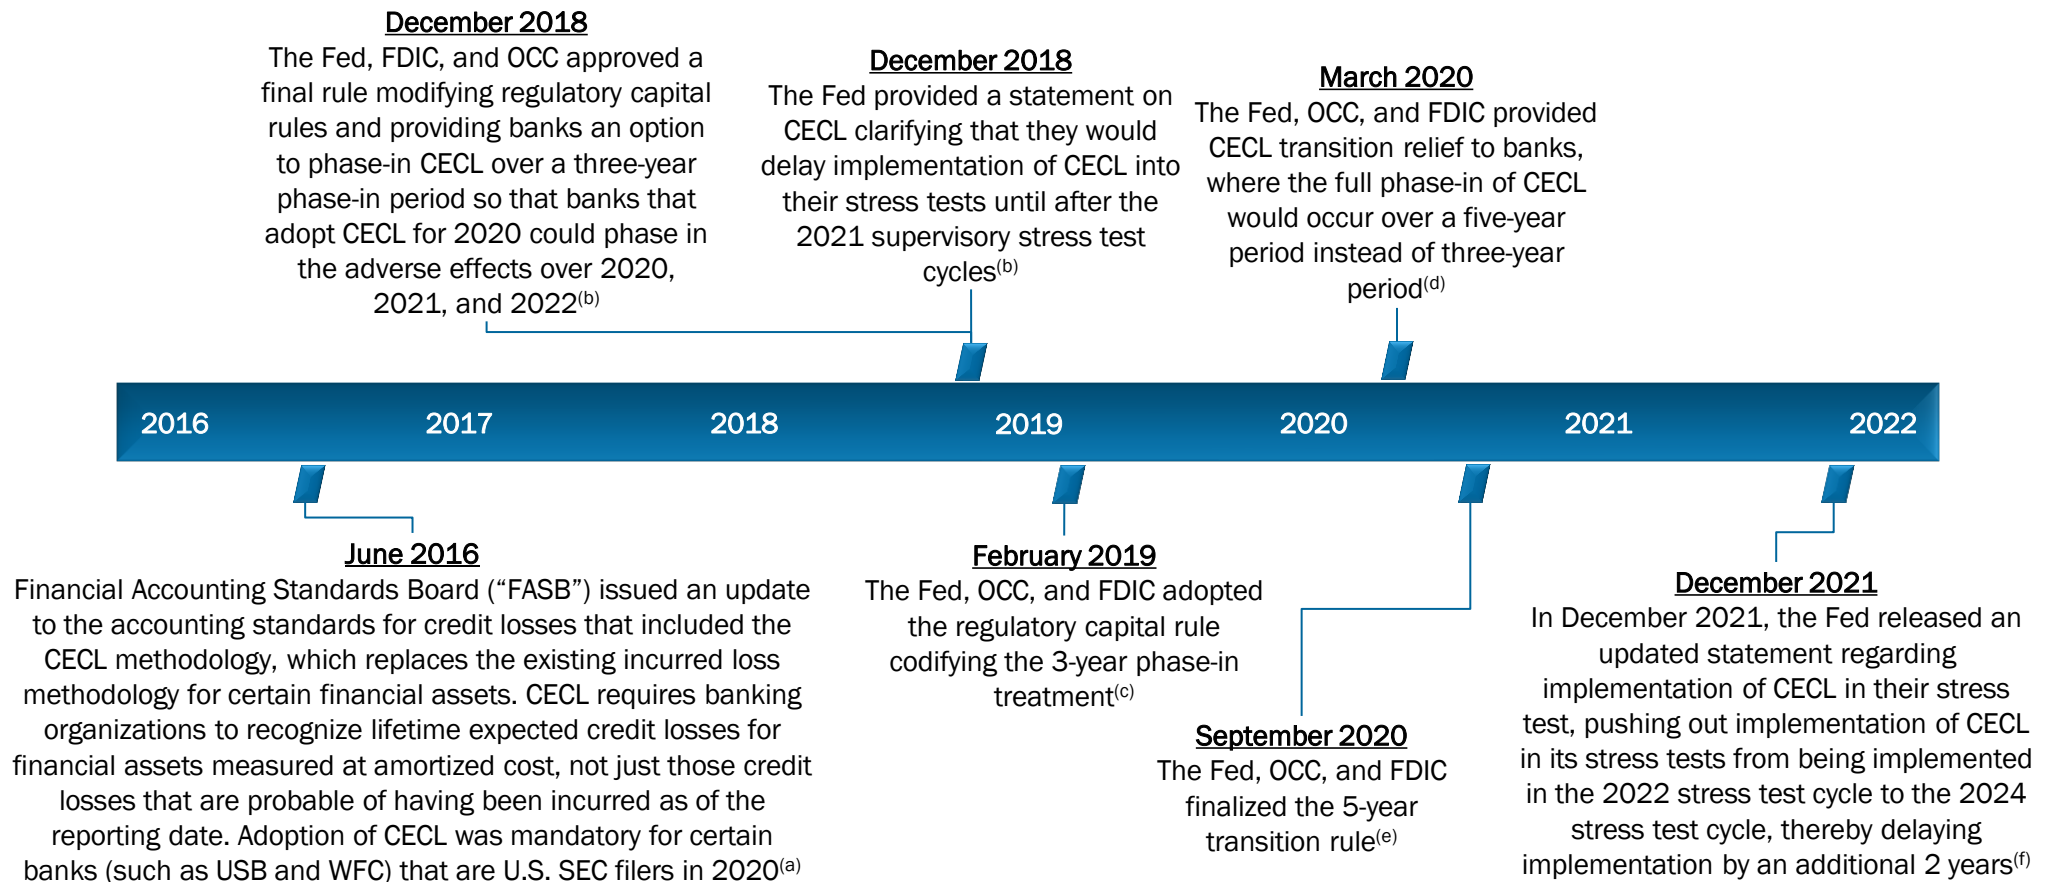 December 2018
The Fed, FDIC, and OCC approved a
final rule modifying regulatory capital
rules and providing banks an option
to phase-in CECL over a three-year
phase-in period so that banks that
adopt CECL for 2020 could phase in
the adverse effects over 2020,
2021, and 2022(b)
December 2018
The Fed provided a statement on
CECL clarifying that they would
delay implementation of CECL into
their stress tests until after the
2021 supervisory stress test
cycles(b)
March 2020
The Fed, OCC, and FDIC provided
CECL transition relief to banks,
where the full phase-in of CECL
would occur over a five-year
period instead of three-year
period(d)
2016 2017 2018 2019 2020 2021 2022
June 2016
Financial Accounting Standards Board (“FASB”) issued an update
to the accounting standards for credit losses that included the
CECL methodology, which replaces the existing incurred loss
methodology for certain financial assets. CECL requires banking
organizations to recognize lifetime expected credit losses for
financial assets measured at amortized cost, not just those credit
losses that are probable of having been incurred as of the
reporting date. Adoption of CECL was mandatory for certain
banks (such as USB and WFC) that are U.S. SEC filers in 2020(a)
February 2019
The Fed, OCC, and FDIC adopted
the regulatory capital rule
codifying the 3-year phase-in
treatment(c)
September 2020
The Fed, OCC, and FDIC
finalized the 5-year
transition rule(e)
December 2021
In December 2021, the Fed released an
updated statement regarding
implementation of CECL in their stress
test, pushing out implementation of CECL
in its stress tests from being implemented
in the 2022 stress test cycle to the 2024
stress test cycle, thereby delaying
implementation by an additional 2 years(f)